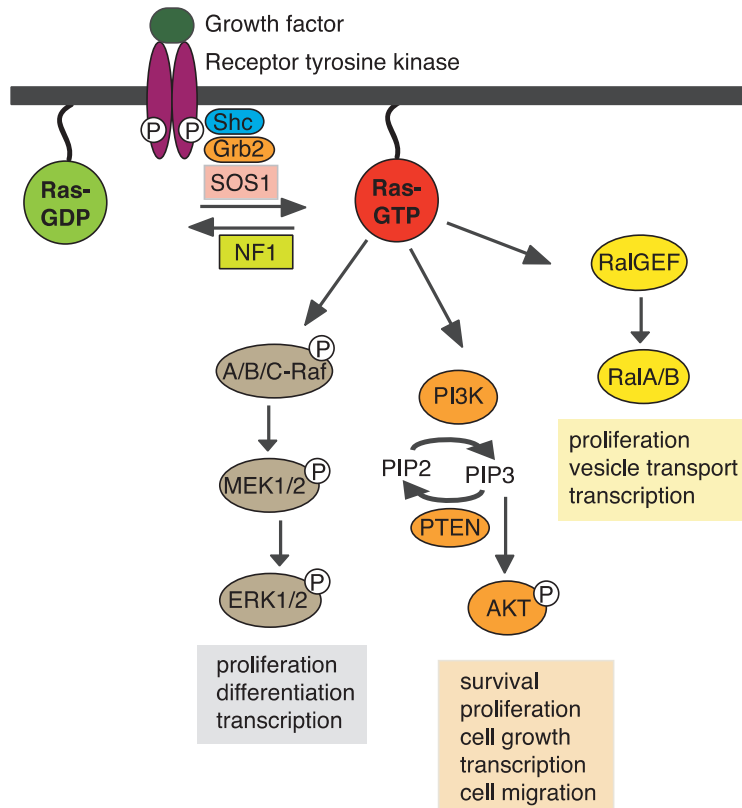 Growth factor
Receptor tyrosine kinase
P
P
Shc
Grb2
SOS1
NF1
Ras-
GDP
Ras-
GTP
RalGEF
RalA/B
proliferation
vesicle transport
transcription
A/B/C-Raf
P
MEK1/2
P
ERK1/2
P
proliferation
differentiation
transcription
PI3K
PIP2
PIP3
PTEN
AKT
P
survival
proliferation
cell growth
transcription
cell migration